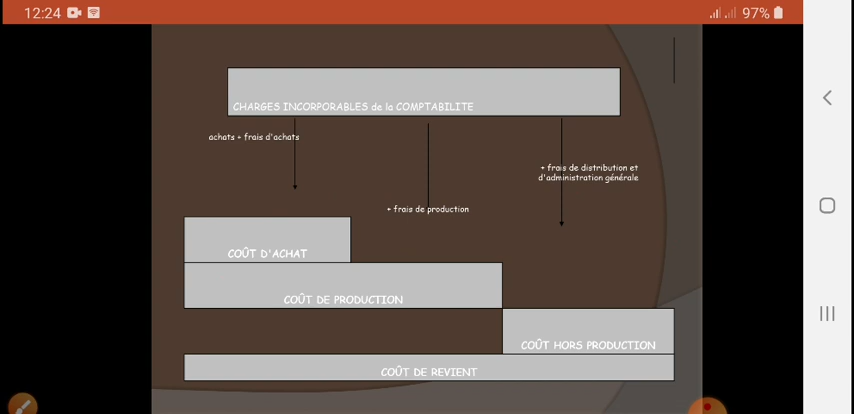 12:24
97%
CHARGES INCORPORABLES de la COMPTABILITE
achats + frais d'achats
+ frais de distribution et
d'administration générale
+ frais de production
COÛT D'ACHAT
COÛT DE PRODUCTION
COÛT HORS PRODUCTION
COÛT DE REVIENT